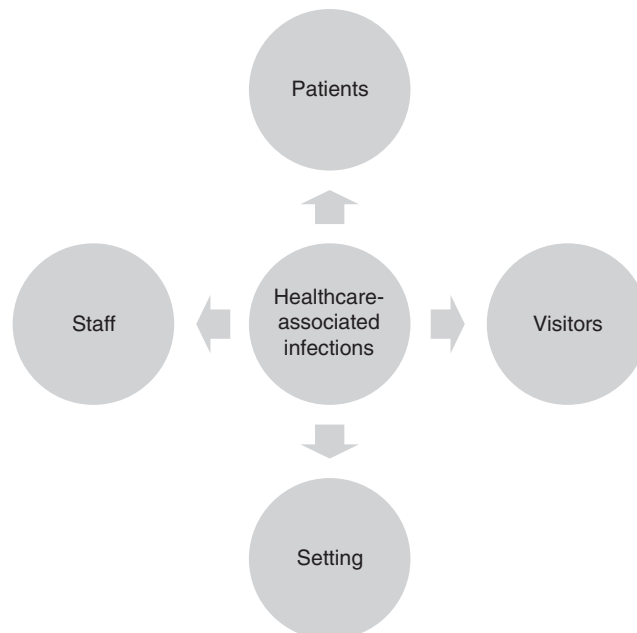 Patients
Staff
Healthcare-
associated
infections
Visitors
Setting